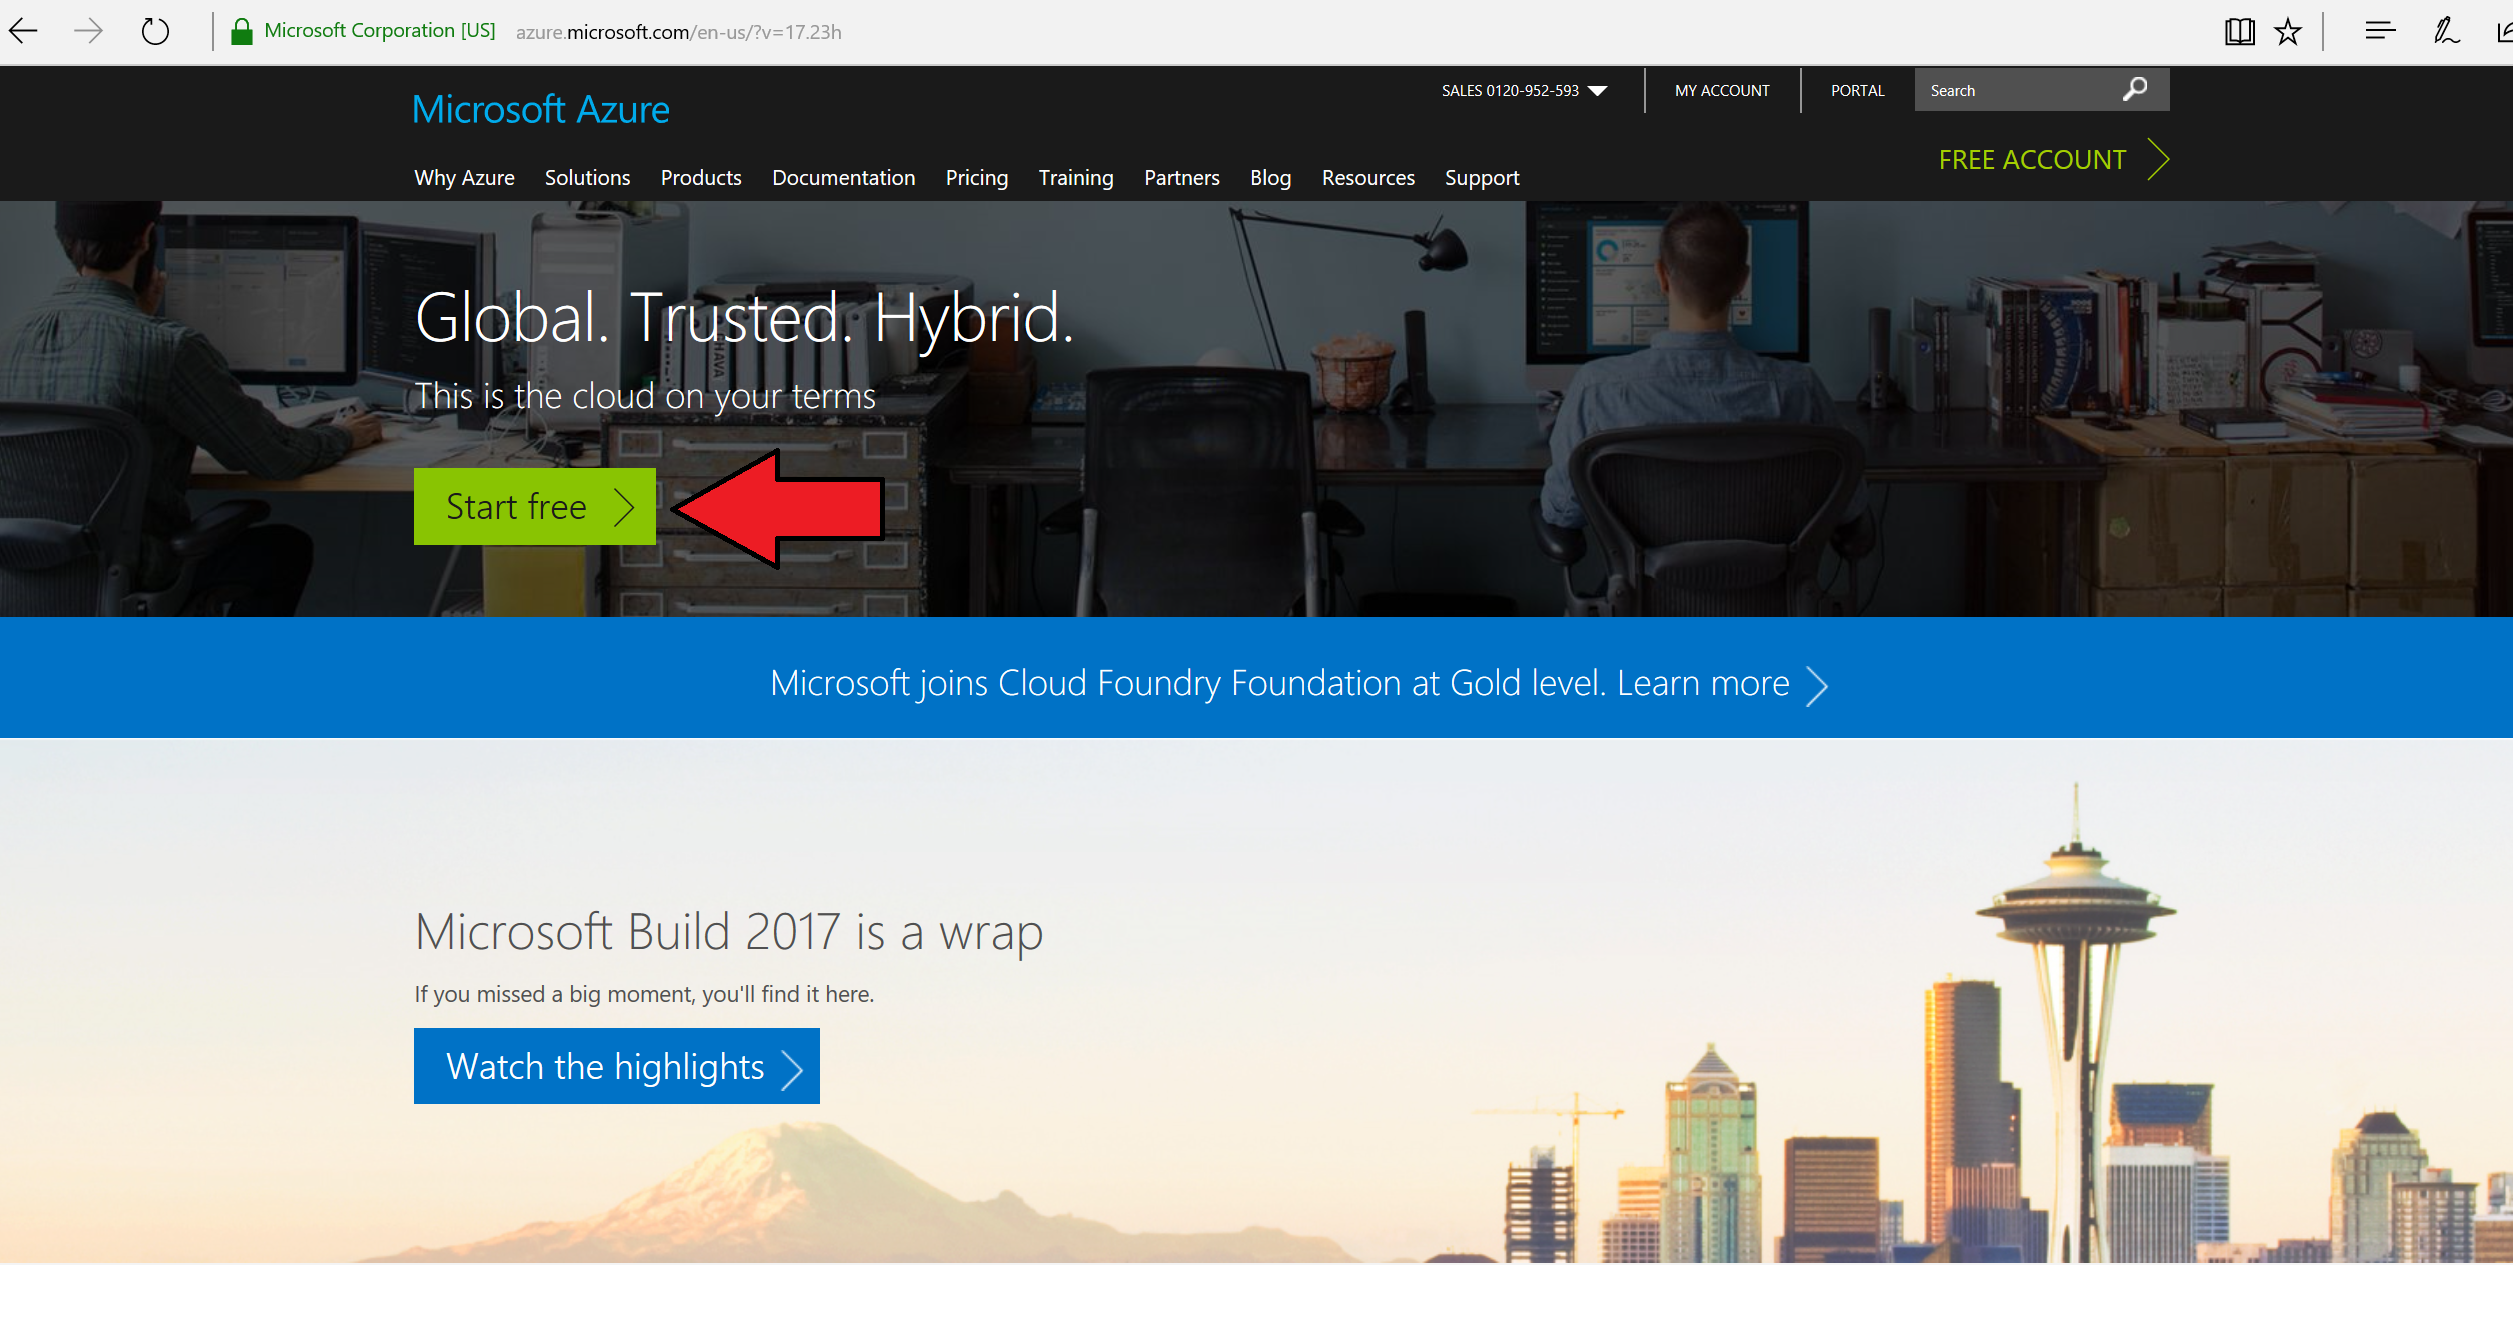 Microsoft Corporation [US] azure.microsoft.com/en-us/?v=17.23h
SALES 0120-952-593 MY ACCOUNT PORTAL Search
Microsoft Azure
FREE ACCOUNT
Why Azure Solutions Products Documentation Pricing Training Partners Blog Resources Support
Global. Trusted. Hybrid.
This is the cloud on your terms
Start free
Microsoft joins Cloud Foundry Foundation at Gold level. Learn more
Microsoft Build 2017 is a wrap
If you missed a big moment, you'll find it here.
Watch the highlights